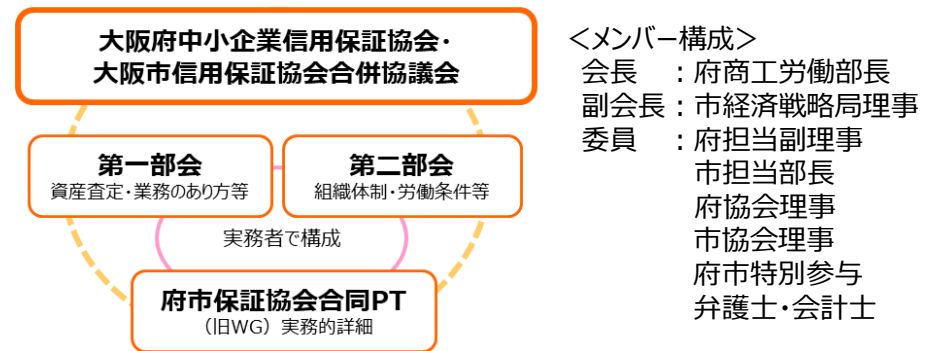 大阪府中小企業信用保証協会・
大阪市信用保証協会合併協議会
第一部会
資産査定・業務のあり方等
第二部会
組織体制・労働条件等
実務者で構成
府市保証協会合同PT
（旧WG）実務的詳細
＜メンバー構成＞
会長　：府商工労働部長
副会長：市経済戦略局理事
委員　：府担当副理事
市担当部長
府協会理事
市協会理事
府市特別参与
弁護士・会計士